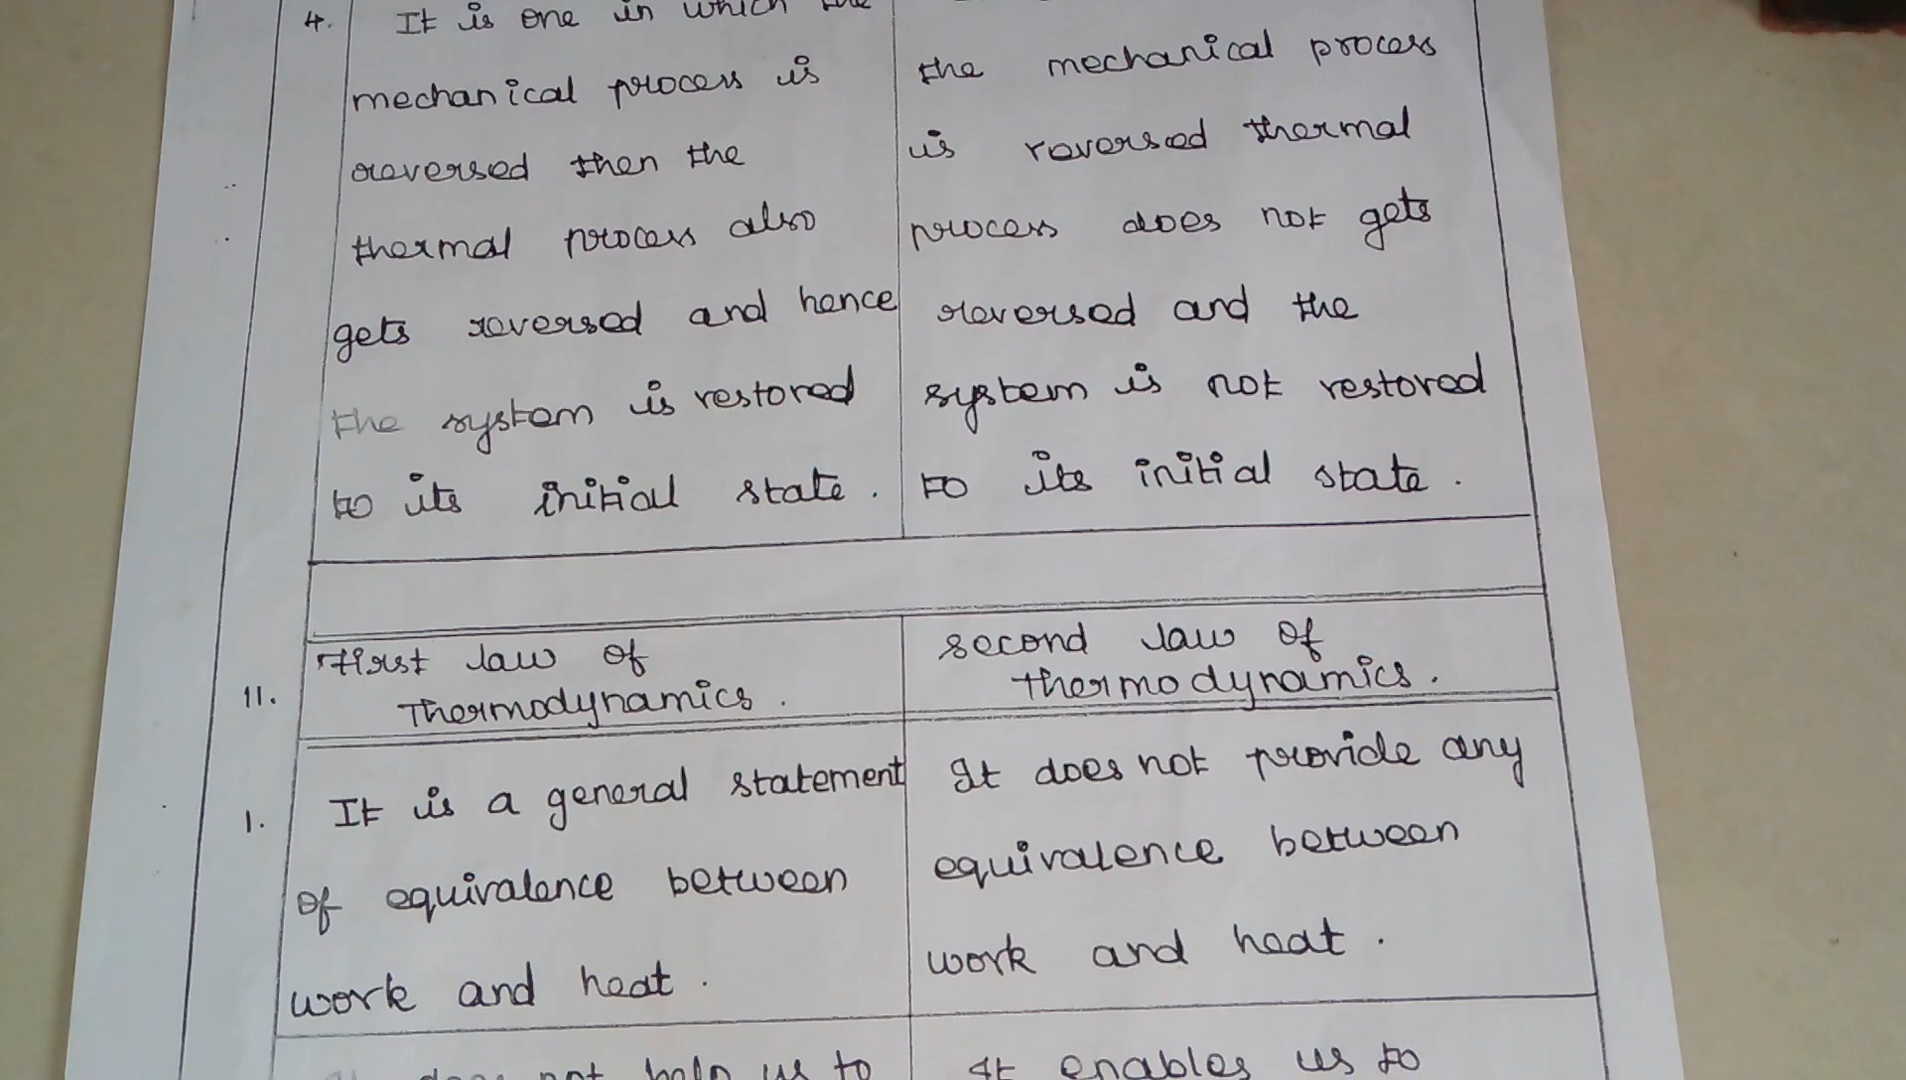 4. It is one in which the
mechanical process is
reversed then the
thermal process also
gets reversed and hence
the system is restored
to its initial state.
the mechanical process
is reversed thermal
process does not gets
reversed and the
system is not restored
to its initial state.
11.
First law of
Thermodynamics.
second law of
thermodynamics.
1. It is a general statement
of equivalence between
work and heat.
It does not provide any
equivalence between
work and heat.
not help us to
It enables us to